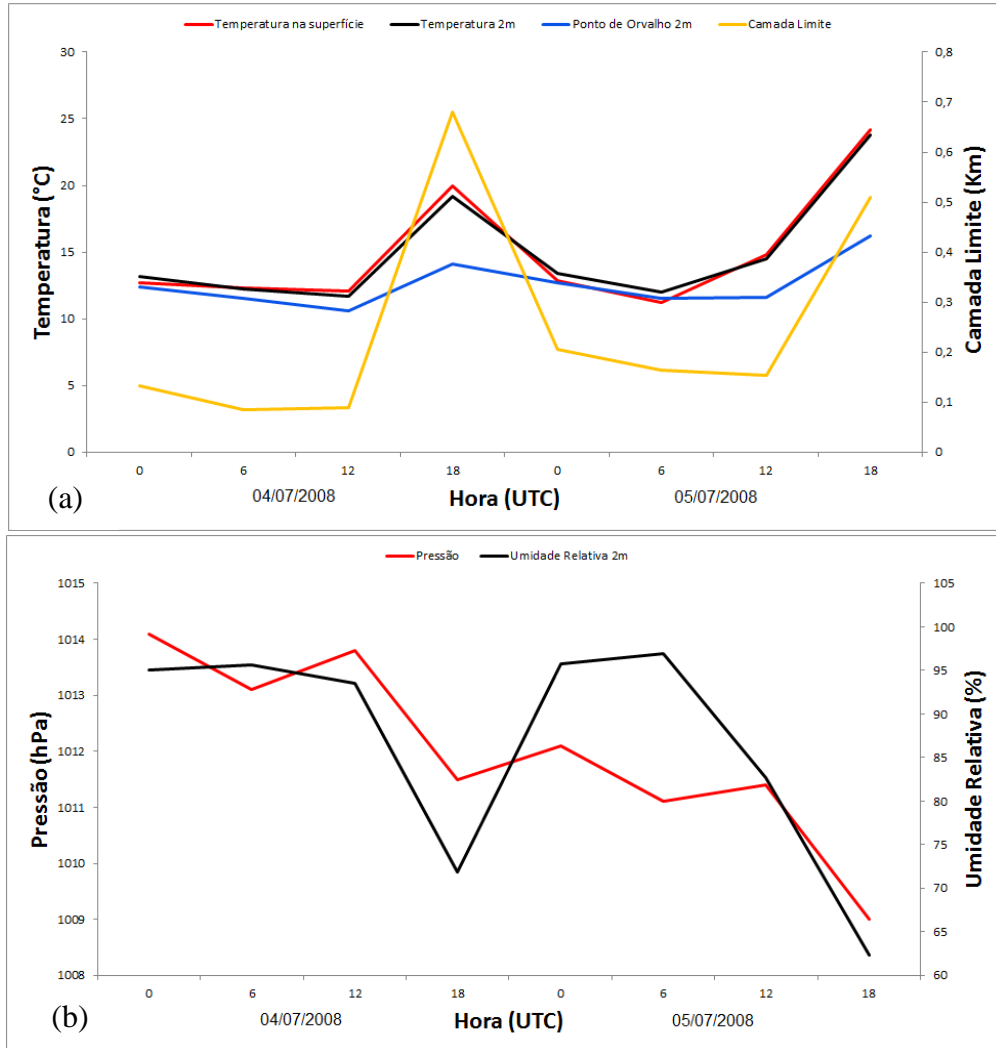 Temperatura na superfície Temperatura 2m Ponto de Orvalho 2m Camada Limite
30
25
20
15
10
5
0
Temperatura (°C)
0,8
0,7
0,6
0,5
0,4
0,3
0,2
0,1
0
Camada Limite (Km)
0 6 12 18 0 6 12 18
04/07/2008 Hora (UTC) 05/07/2008
(a)
Pressão Umidade Relativa 2m
1015
1014
1013
1012
1011
1010
1009
1008
Pressão (hPa)
105
100
95
90
85
80
75
70
65
60
Umidade Relativa (%)
0 6 12 18 0 6 12 18
04/07/2008 Hora (UTC) 05/07/2008
(b)